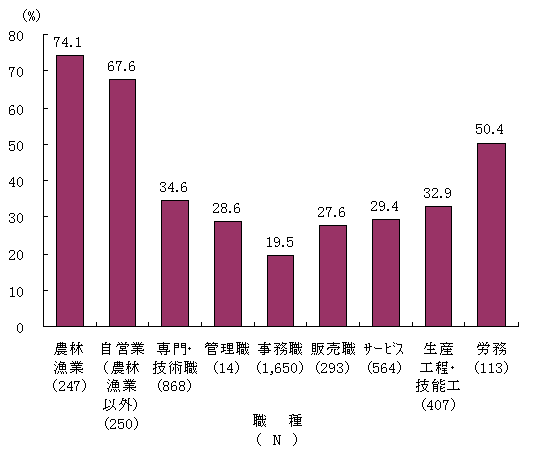 (%)
80
70
60
50
40
30
20
10
0
74.1
67.6
34.6
28.6
19.5
27.6
29.4
32.9
50.4
農林
漁業
(247)
自営業
(農林
漁業
以外)
(250)
専門・
技術職
(868)
管理職
(14)
事務職
(1,650)
販売職
(293)
ｻｰﾋﾞｽ
(564)
生産
工程・
技能工
(407)
労務
(113)
職 種
( N )